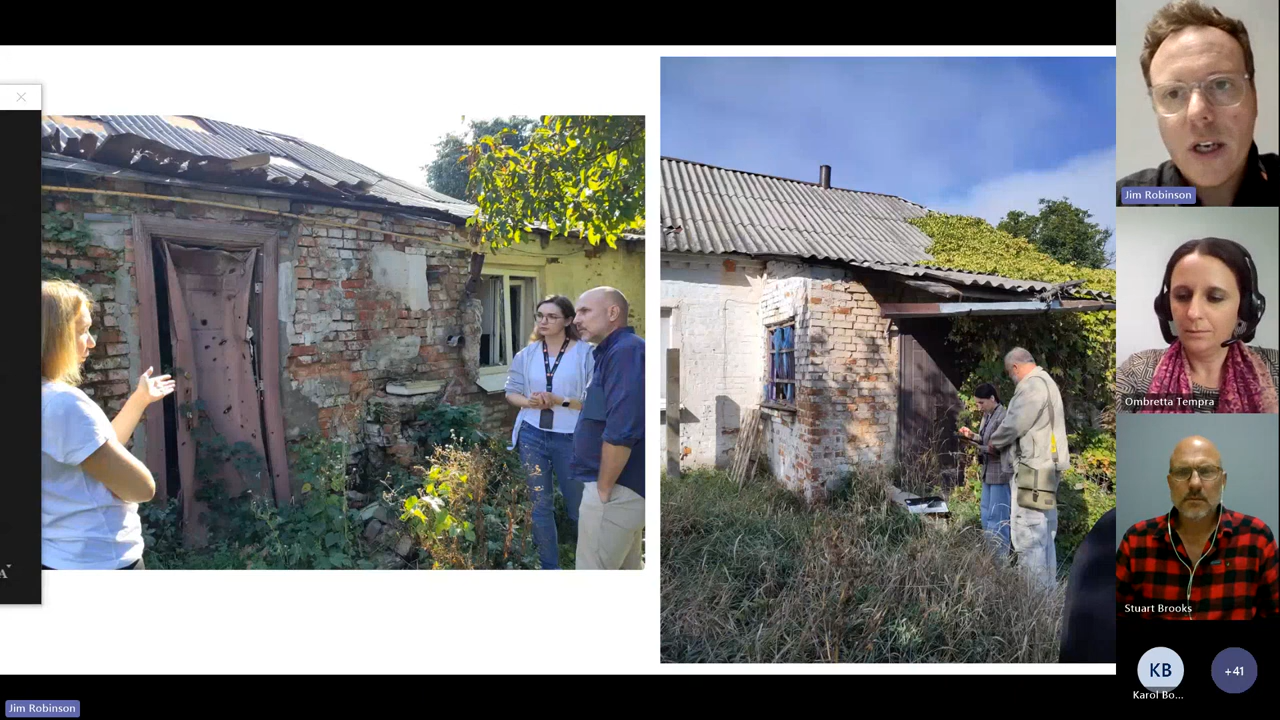 Jim Robinson
Ombretta Tempra
Stuart Brooks
KB
+41
Karol Bo...
Jim Robinson